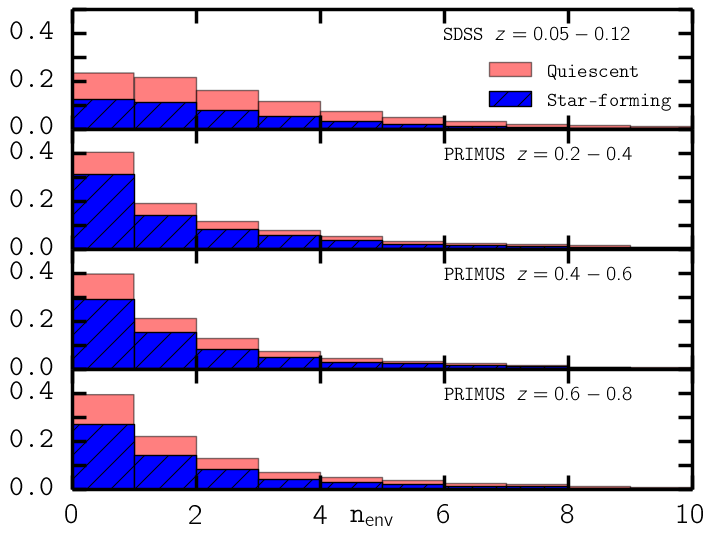 SDSS z = 0.05 − 0.12
0.4
0.2
0.0
Quiescent
Star-forming
PRIMUS z = 0.2 − 0.4
0.4
0.2
0.0
PRIMUS z = 0.4 − 0.6
0.4
0.2
0.0
PRIMUS z = 0.6 − 0.8
0.4
0.2
0.0
0 2 4 6 8 10
n_env